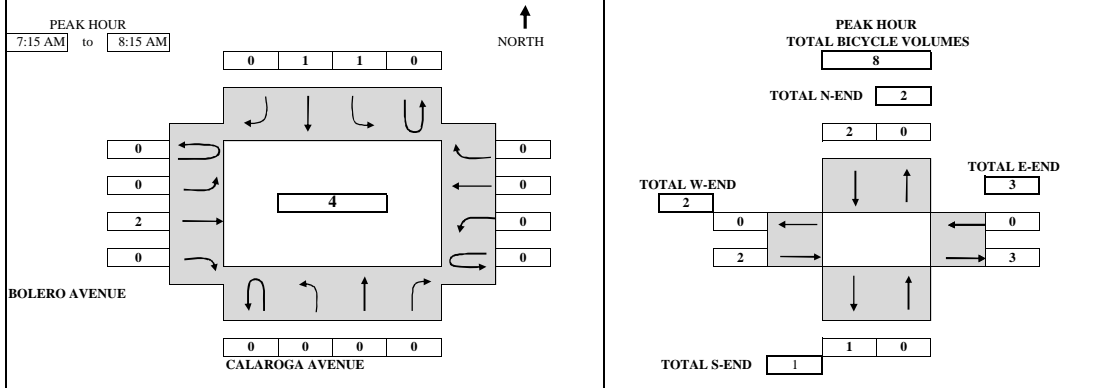 PEAK HOUR
7:15 AM to 8:15 AM
NORTH
0 1 1 0
0 0
0 4 0
2 0
0 0
BOLERO AVENUE
0 0 0 0
CALAROGA AVENUE
PEAK HOUR
TOTAL BICYCLE VOLUMES
8
TOTAL N-END 2
2 0
TOTAL E-END
3
TOTAL W-END
2
0 0
2 3
1 0
TOTAL S-END 1